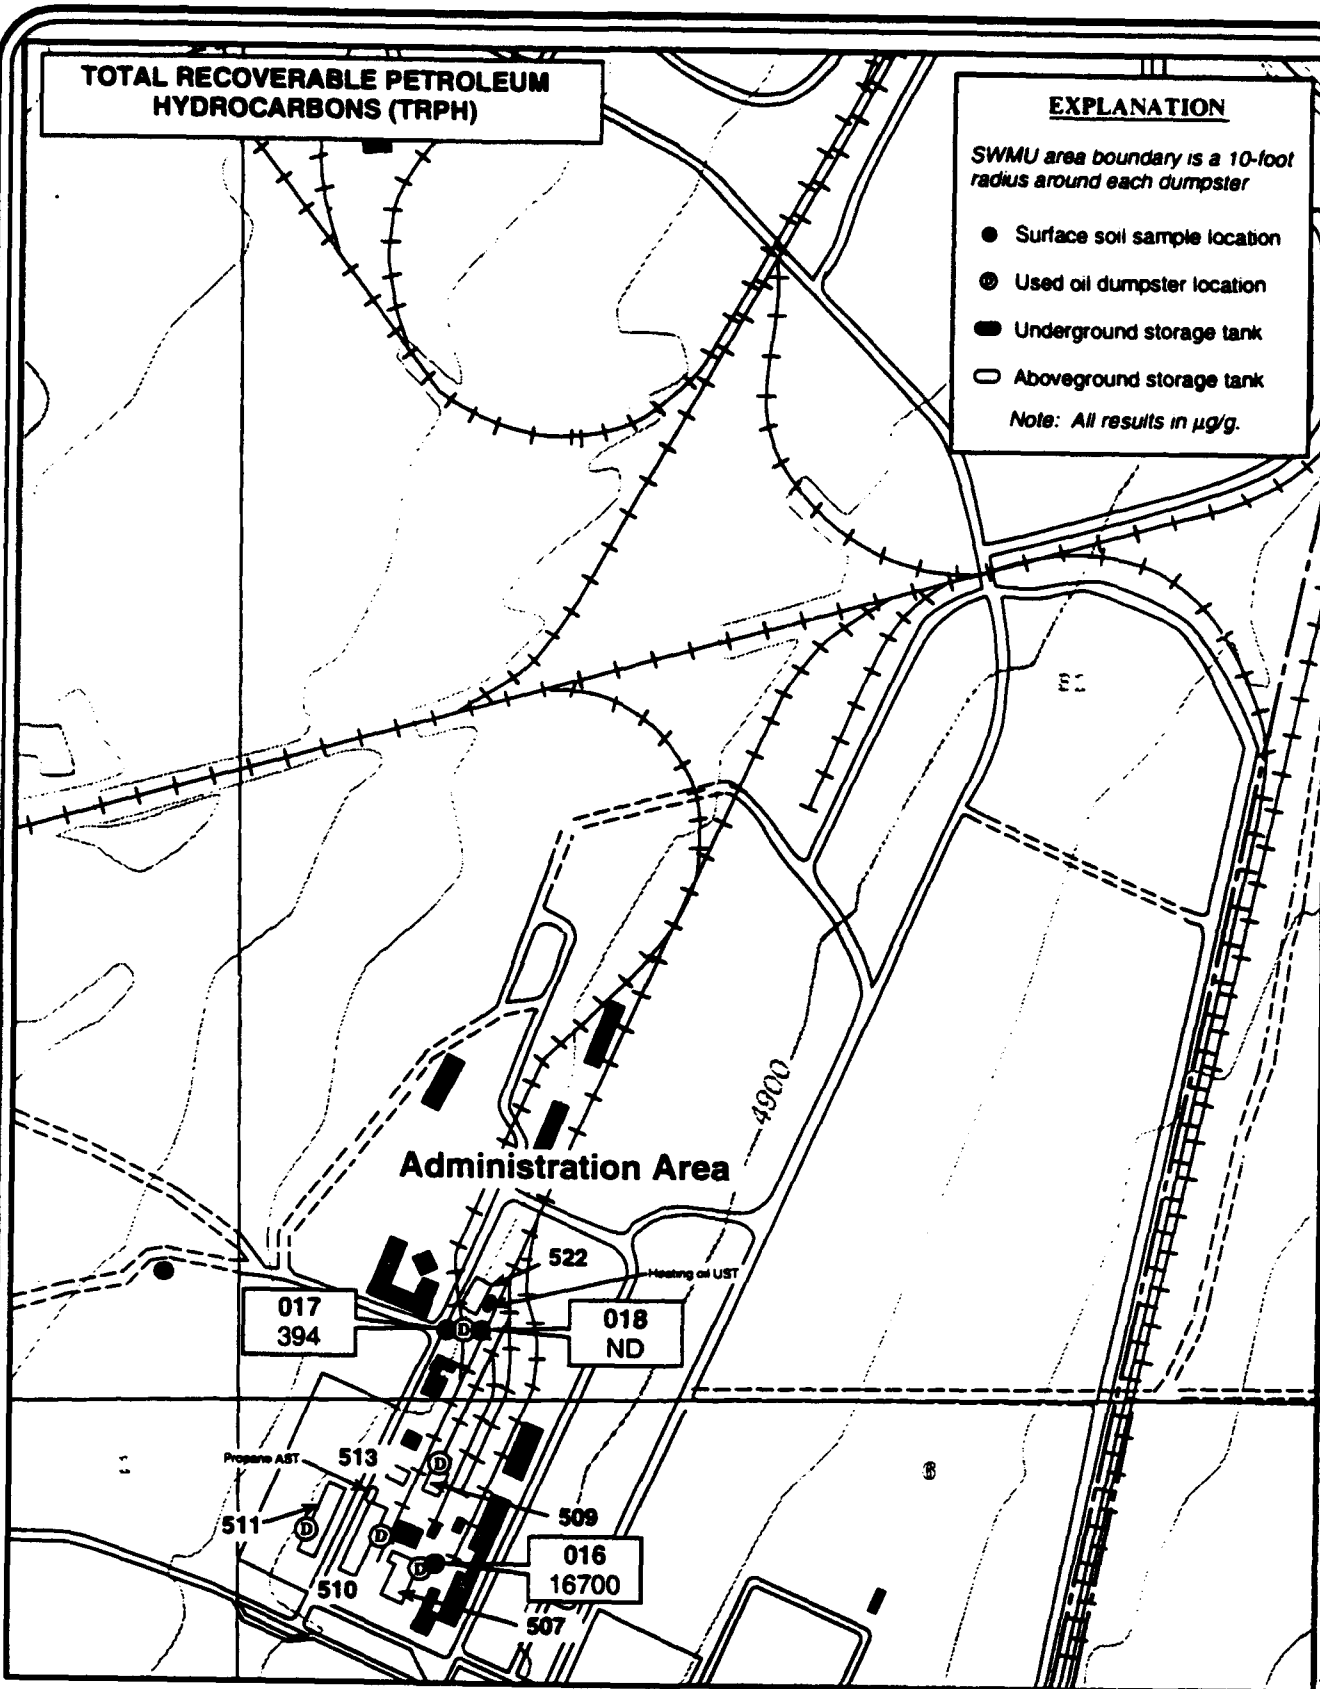 TOTAL RECOVERABLE PETROLEUM
HYDROCARBONS (TRPH)
EXPLANATION
SWMU area boundary is a 10-foot
radius around each dumpster
Surface soil sample location
D Used oil dumpster location
Underground storage tank
Aboveground storage tank
Note: All results in µg/g.
4900
Administration Area
522
Heating oil UST
017
394
D
018
ND
Propane AST
513
D
6
511
D
D
509
016
16700
D
510
507